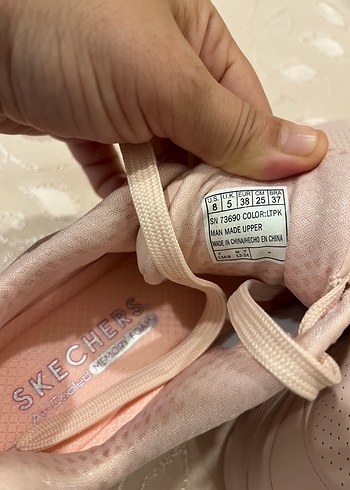 U.S. U.K. EUR CM BRA
8 5 38 25 37
SN 73690 COLOR:LTPK
MAN MADE UPPER
MADE IN CHINA/HECHO EN CHINA
SKECHERS
Air-Cooled MEMORY FOAM